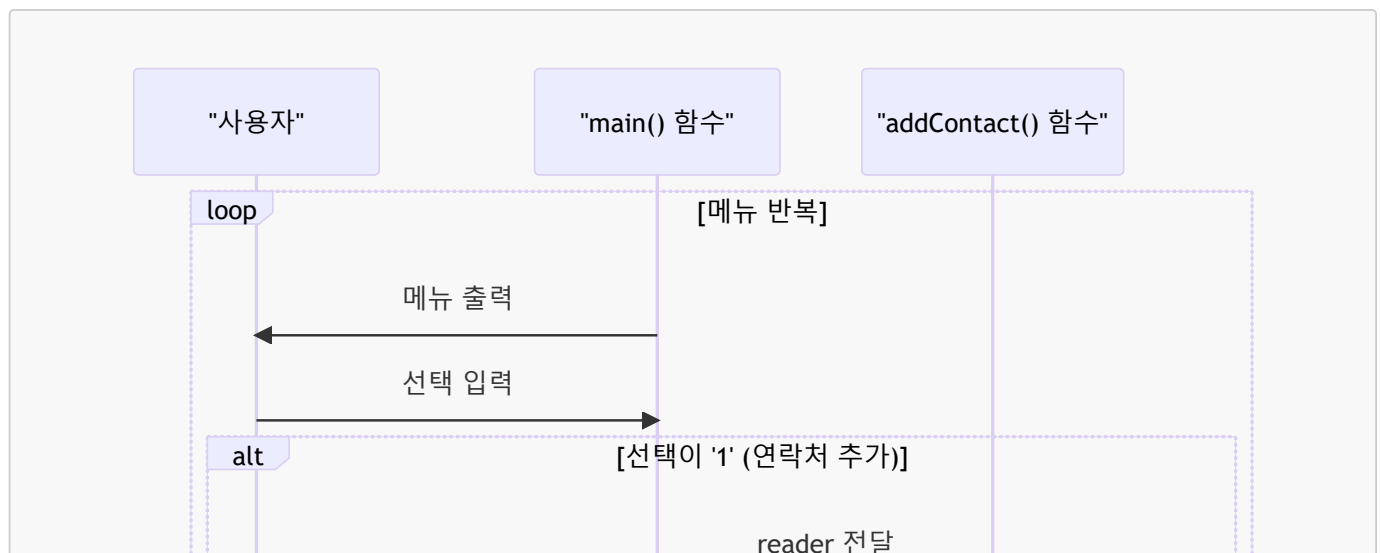 "사용자"
"main() 함수"
"addContact() 함수"
loop
[메뉴 반복]
메뉴 출력
선택 입력
alt
[선택이 '1' (연락처 추가)]
reader 전달